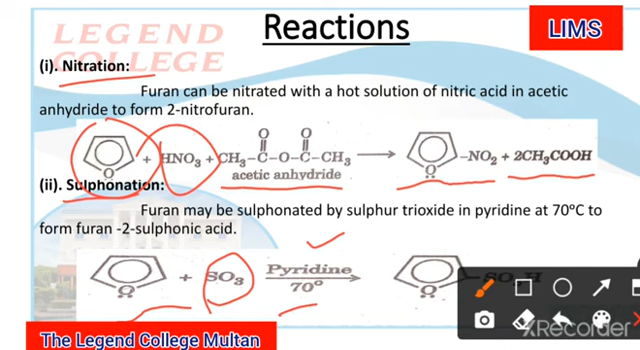 LEGEND
COLLEGE
Reactions
LIMS
(i). Nitration:
Furan can be nitrated with a hot solution of nitric acid in acetic
anhydride to form 2-nitrofuran.
O + HNO₃ + CH₃–C(=O)–O–C(=O)–CH₃ ⟶ O –NO₂ + 2CH₃COOH
acetic anhydride
(ii). Sulphonation:
Furan may be sulphonated by sulphur trioxide in pyridine at 70°C to
form furan -2-sulphonic acid.
O + SO₃ Pyridine O
70°
XRecorder
The Legend College Multan